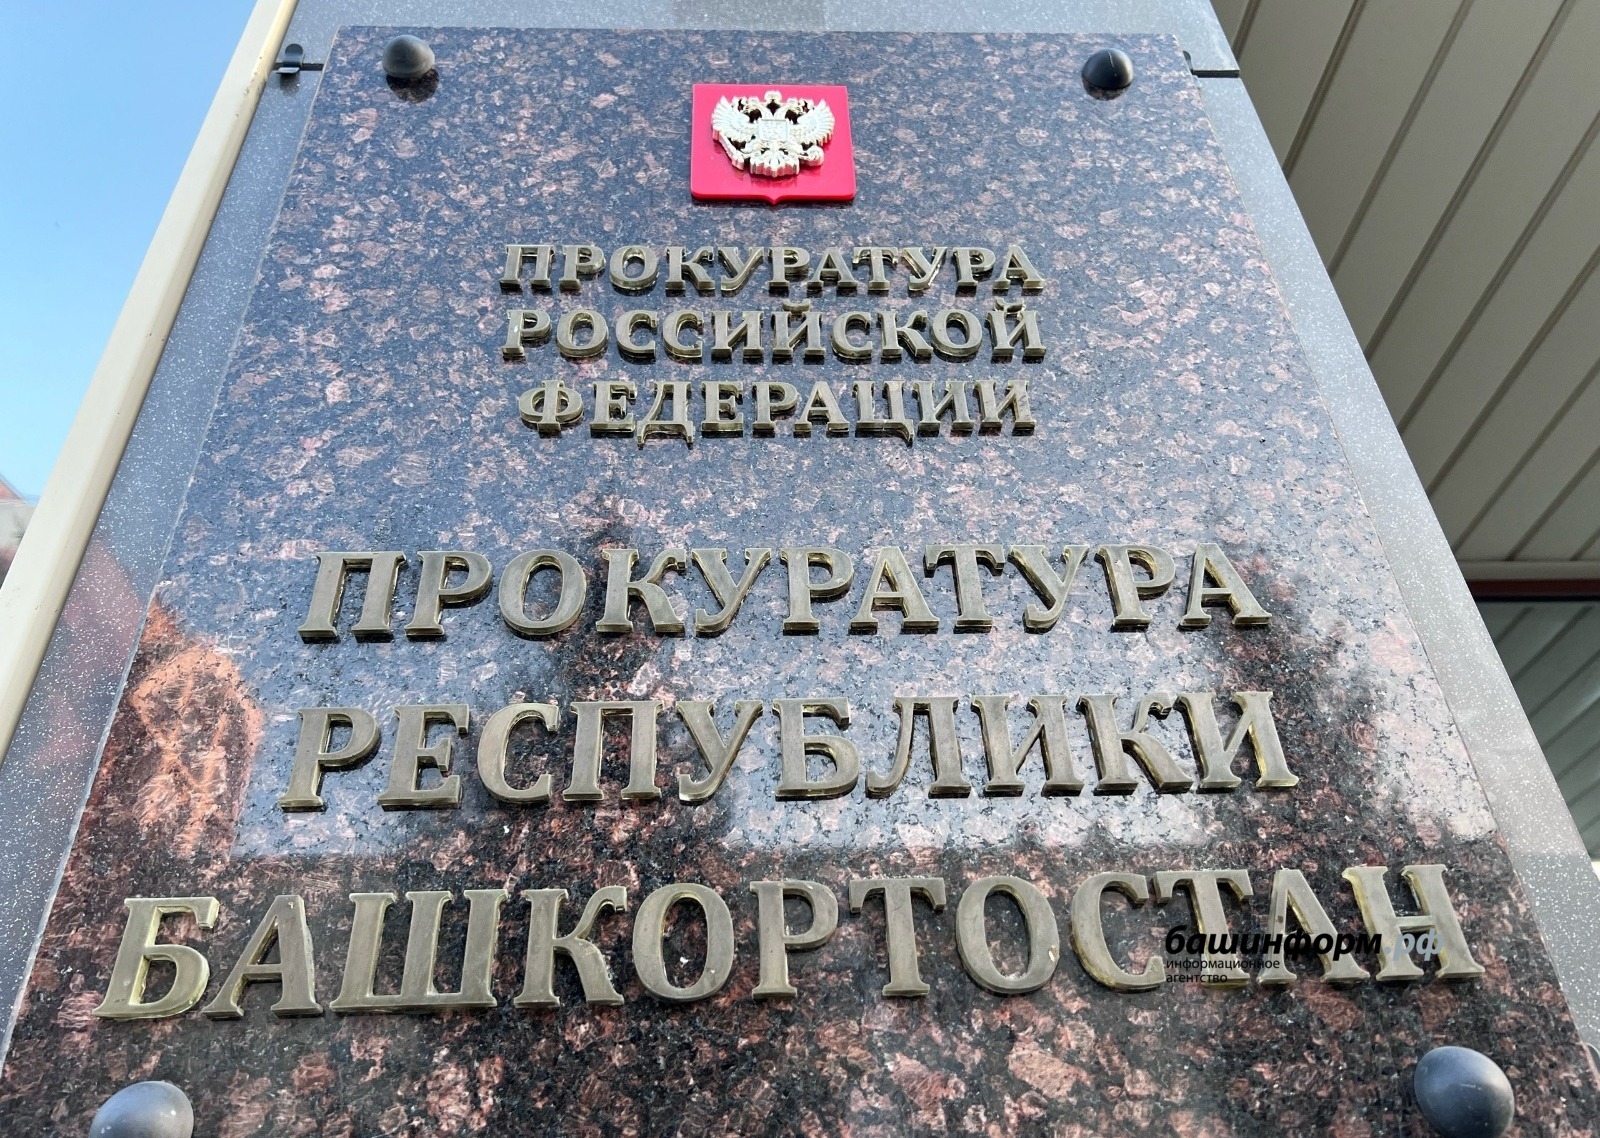 ПРОКУРАТУРА
РОССИЙСКОЙ
ФЕДЕРАЦИИ
ПРОКУРАТУРА
РЕСПУБЛИКИ
БАШКОРТОСТАН
башинформ.рф
информационное
агентство